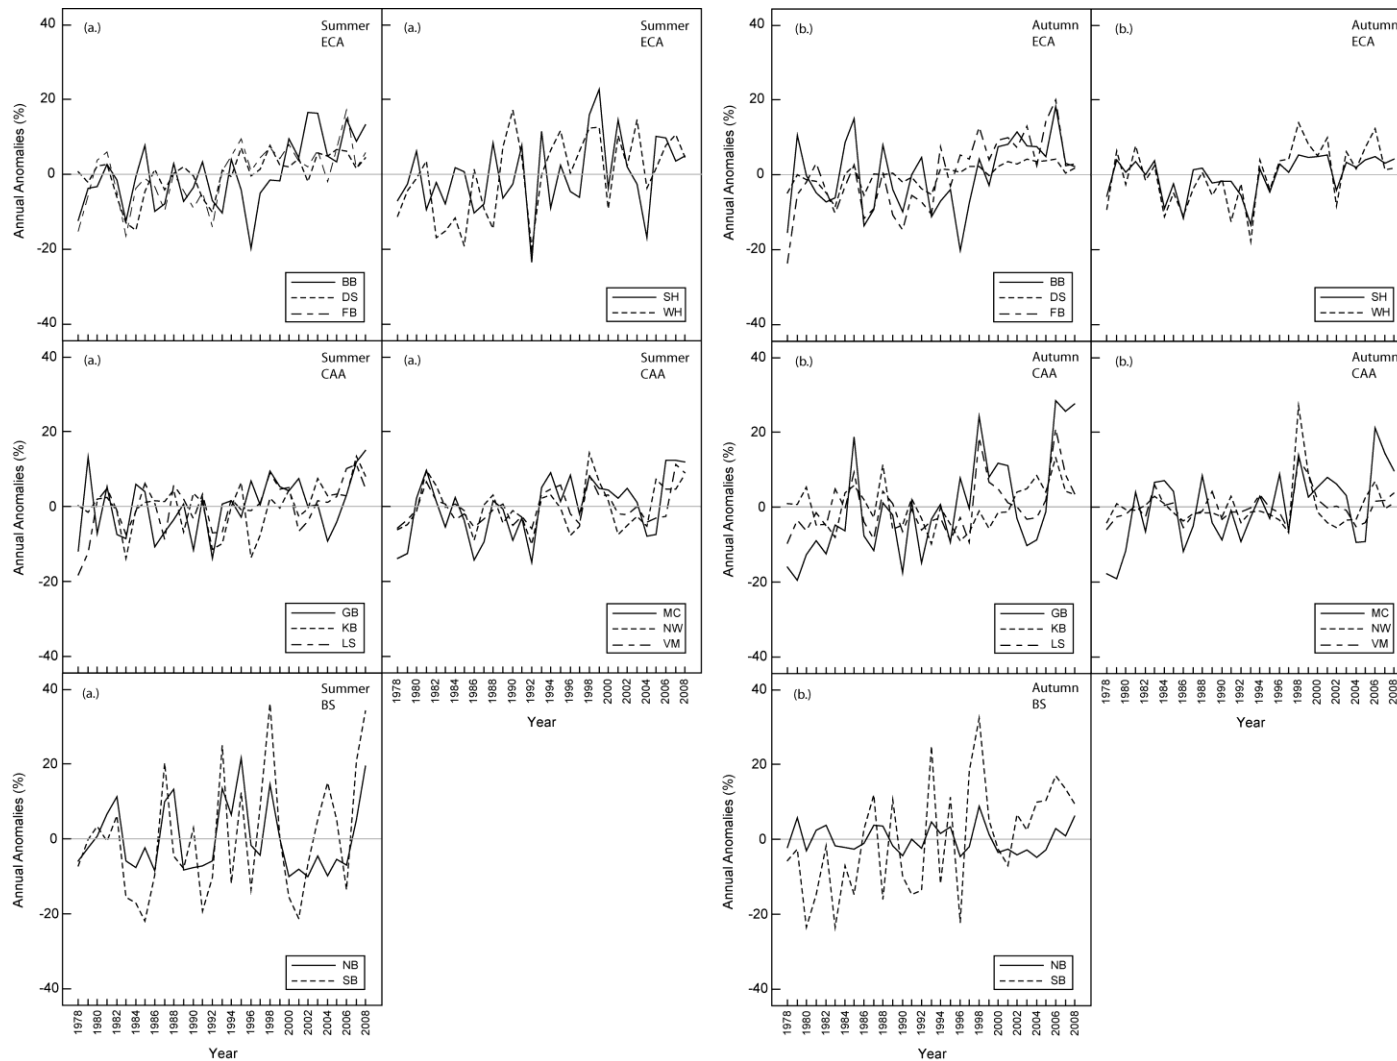 (a.) Summer
ECA
Annual Anomalies (%)
40
20
0
-20
-40
BB
DS
FB
(a.) Summer
ECA
SH
WH
(a.) Summer
CAA
Annual Anomalies (%)
40
20
0
-20
-40
GB
KB
LS
(a.) Summer
CAA
MC
NW
VM
1978 1980 1982 1984 1986 1988 1990 1992 1994 1996 1998 2000 2002 2004 2006 2008
Year
(a.) Summer
BS
Annual Anomalies (%)
40
20
0
-20
-40
NB
SB
1978 1980 1982 1984 1986 1988 1990 1992 1994 1996 1998 2000 2002 2004 2006 2008
Year
(b.) Autumn
ECA
Annual Anomalies (%)
40
20
0
-20
-40
BB
DS
FB
(b.) Autumn
ECA
SH
WH
(b.) Autumn
CAA
Annual Anomalies (%)
40
20
0
-20
-40
GB
KB
LS
(b.) Autumn
CAA
MC
NW
VM
1978 1980 1982 1984 1986 1988 1990 1992 1994 1996 1998 2000 2002 2004 2006 2008
Year
(b.) Autumn
BS
Annual Anomalies (%)
40
20
0
-20
-40
NB
SB
1978 1980 1982 1984 1986 1988 1990 1992 1994 1996 1998 2000 2002 2004 2006 2008
Year